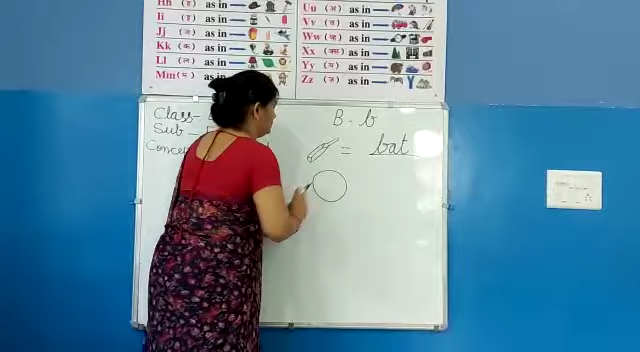 Hh (ह) as in
Ii (इ) as in
Jj (ज) as in
Kk (क) as in
Ll (ल) as in
Mm (म) as in
Uu (अ) as in
Vv (व) as in
Ww (व) as in
Xx (क्स) as in
Yy (य) as in
Zz (ज) as in
Class-
Sub -
B - b
= bat